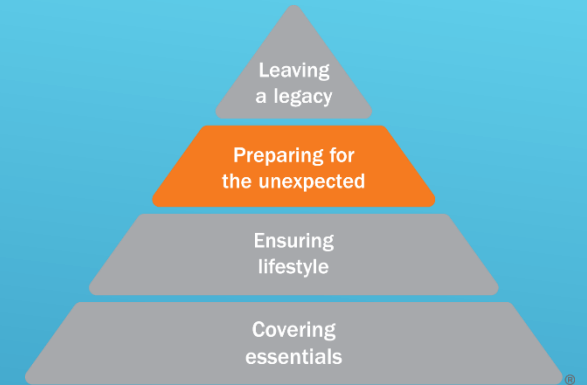 Leaving
a legacy
Preparing for
the unexpected
Ensuring
lifestyle
Covering
essentials
®